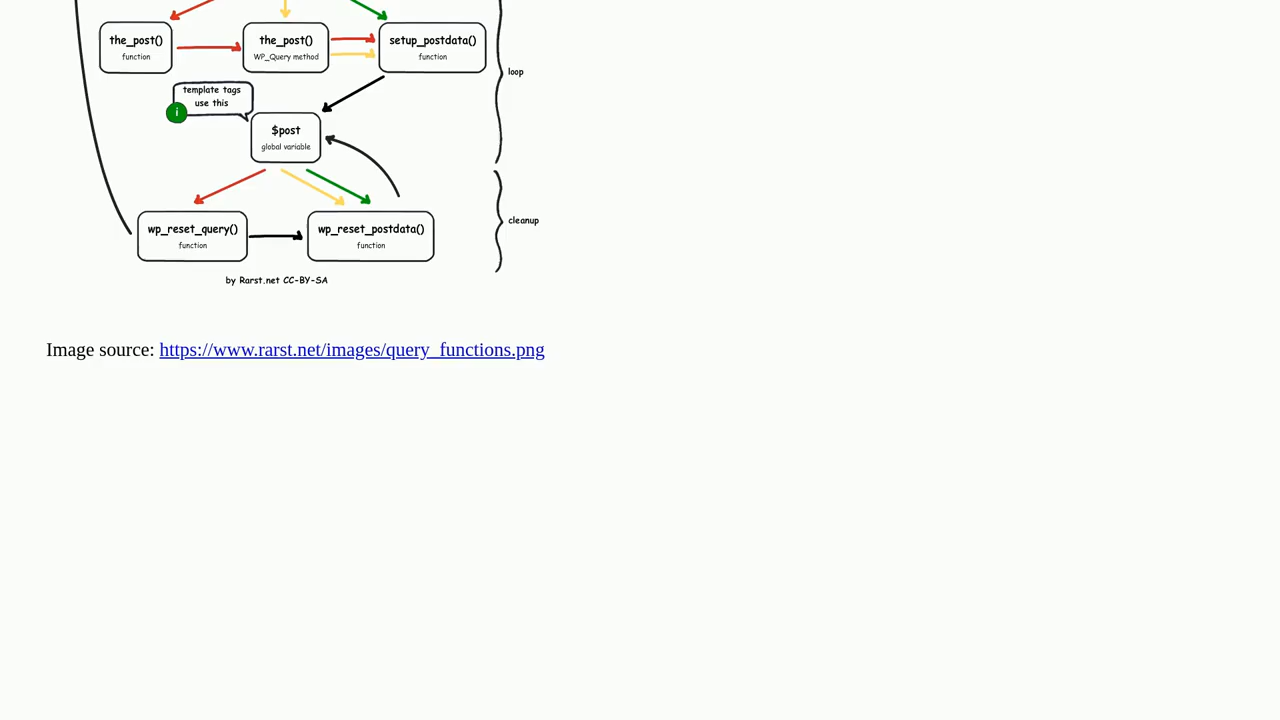 the_post()
function
the_post()
WP_Query method
setup_postdata()
function
loop
template tags
use this
i
$post
global variable
wp_reset_query()
function
wp_reset_postdata()
function
cleanup
by Rarst.net CC-BY-SA
Image source: https://www.rarst.net/images/query_functions.png